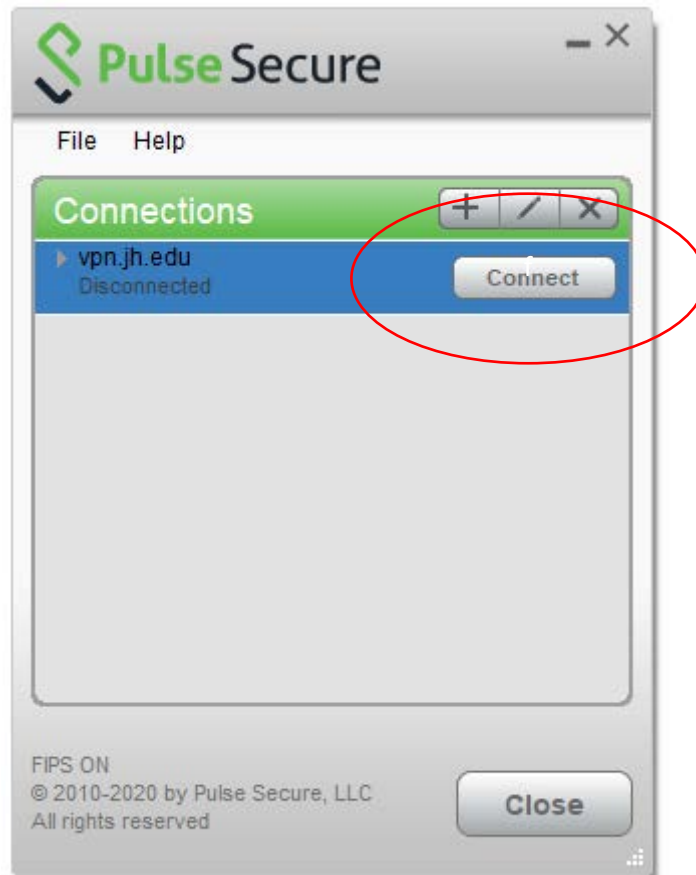 Pulse Secure
File Help
Connections
vpn.jh.edu
Connect
Disconnected
FIPS ON
© 2010-2020 by Pulse Secure, LLC
All rights reserved
Close